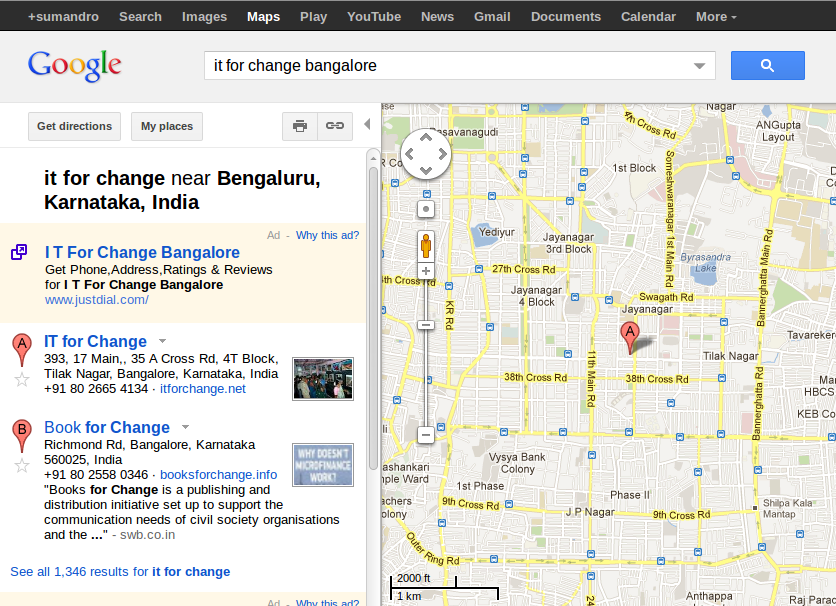 +sumandro Search Images Maps Play YouTube News Gmail Documents Calendar More
Google
it for change bangalore
Get directions My places
it for change near Bengaluru,
Karnataka, India
Ad - Why this ad?
I T For Change Bangalore
Get Phone,Address,Ratings & Reviews
for I T For Change Bangalore
www.justdial.com/
A
IT for Change
393, 17 Main,, 35 A Cross Rd, 4T Block,
Tilak Nagar, Bangalore, Karnataka, India
+91 80 2665 4134 · itforchange.net
B
Book for Change
Richmond Rd, Bangalore, Karnataka
560025, India
+91 80 2558 0346 · booksforchange.info
"Books for Change is a publishing and
distribution initiative set up to support the
communication needs of civil society organisations
and the ..." - swb.co.in
WHY DOESN'T
MICROFINANCE
WORK?
See all 1,346 results for it for change
Ad - Why this ad?
Nagar
4th Cross Rd
ANGupta
Layout
Basavanagudi
1st Block
Someshwaranagar 1st Main Rd
Yediyur
Jayanagar
3rd Block
Byrasandra
Lake
Bannerghatta Main Rd
27th Cross Rd
Jayanagar
4 Block
Swagath Rd
Jayanagar
KR Rd
A
Tilak Nagar
Tavareker
11th Main Rd
38th Cross Rd
38th Cross Rd
Bannerghatta Rd
HBCS
KEB Co
Vysya Bank
Colony
1st Phase
Phase II
9th Cross Rd
J P Nagar
9th Cross Rd
Shilpa Kala
Mantap
Outer Ring Rd
2000 ft
1 km
Anthappa
Raj Para